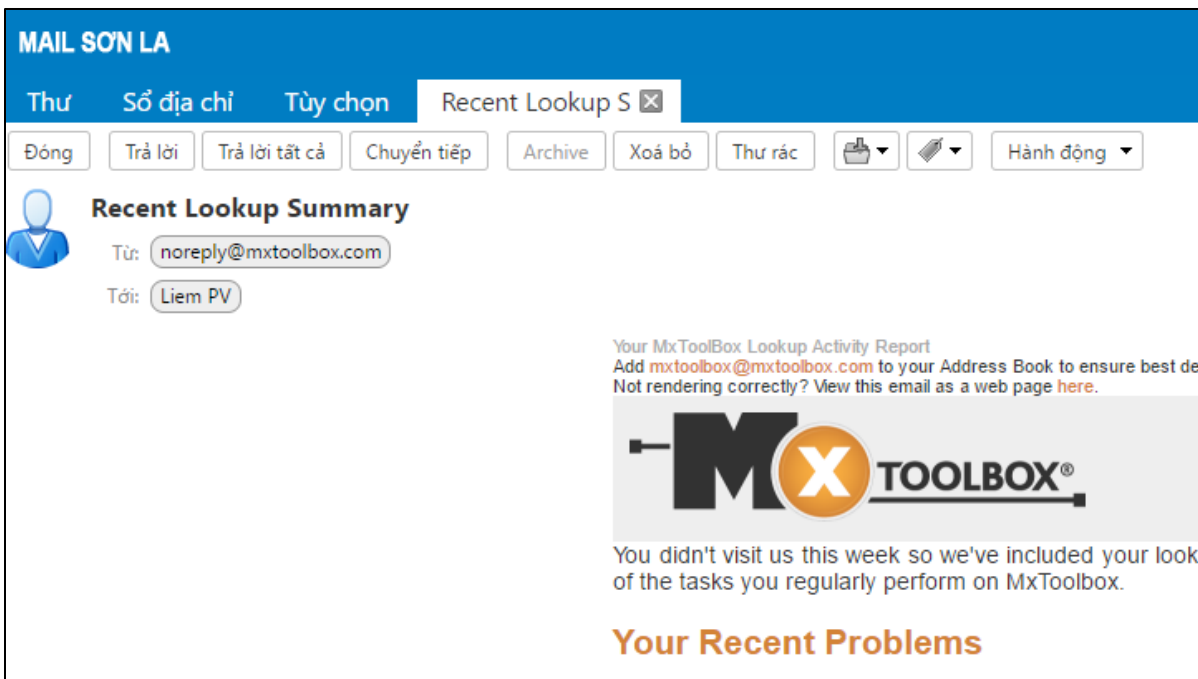 MAIL SƠN LA
Thư Sổ địa chỉ Tùy chọn Recent Lookup S
Đóng Trả lời Trả lời tất cả Chuyển tiếp Archive Xoá bỏ Thư rác Hành động
Recent Lookup Summary
Từ: noreply@mxtoolbox.com
Tới: Liem PV
Your MxToolBox Lookup Activity Report
Add mxtoolbox@mxtoolbox.com to your Address Book to ensure best de
Not rendering correctly? View this email as a web page here.
MX TOOLBOX®
You didn't visit us this week so we've included your look
of the tasks you regularly perform on MxToolbox.
Your Recent Problems